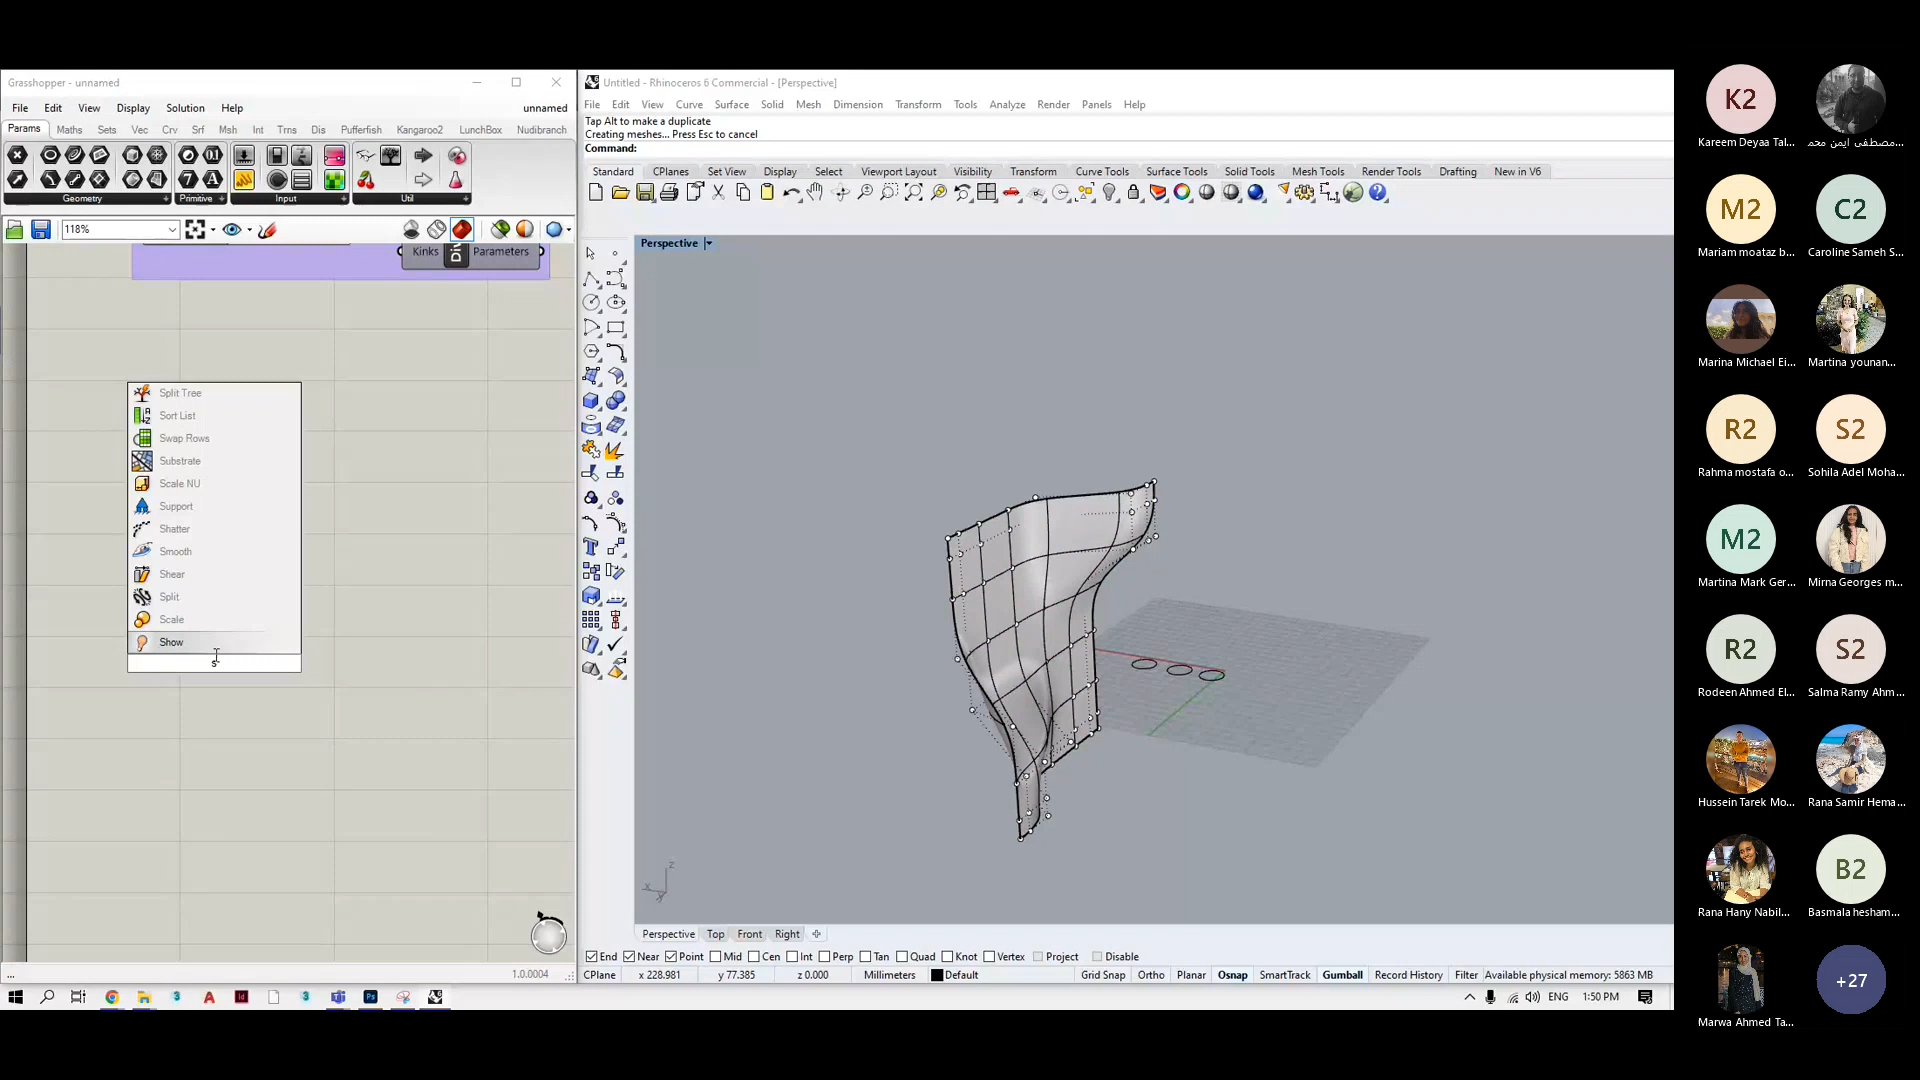 Grasshopper - unnamed
File Edit View Display Solution Help unnamed
Params Maths Sets Vec Crv Srf Msh Int Trns Dis Pufferfish Kangaroo2 LunchBox Nudibranch
Geometry Primitive Input Util
118%
Kinks Parameters
Split Tree
Sort List
Swap Rows
Substrate
Scale NU
Support
Shatter
Smooth
Shear
Split
Scale
Show
s
... 1.0.0004
Untitled - Rhinoceros 6 Commercial - [Perspective]
File Edit View Curve Surface Solid Mesh Dimension Transform Tools Analyze Render Panels Help
Tap Alt to make a duplicate
Creating meshes... Press Esc to cancel
Command:
Standard CPlanes Set View Display Select Viewport Layout Visibility Transform Curve Tools Surface Tools Solid Tools Mesh Tools Render Tools Drafting New in V6
Perspective
z
x
y
Perspective Top Front Right
End Near Point Mid Cen Int Perp Tan Quad Knot Vertex Project Disable
CPlane x 228.981 y 77.385 z 0.000 Millimeters Default Grid Snap Ortho Planar Osnap SmartTrack Gumball Record History Filter Available physical memory: 5863 MB
ENG 1:50 PM
K2
Kareem Deyaa Tal...
مصطفى ايمن محم...
M2
Mariam moataz b...
C2
Caroline Sameh S...
Marina Michael Ei...
Martina younan...
R2
Rahma mostafa o...
S2
Sohila Adel Moha...
M2
Martina Mark Ger...
Mirna Georges m...
R2
Rodeen Ahmed El...
S2
Salma Ramy Ahm...
Hussein Tarek Mo...
Rana Samir Hema...
Rana Hany Nabil...
B2
Basmala hesham...
Marwa Ahmed Ta...
+27